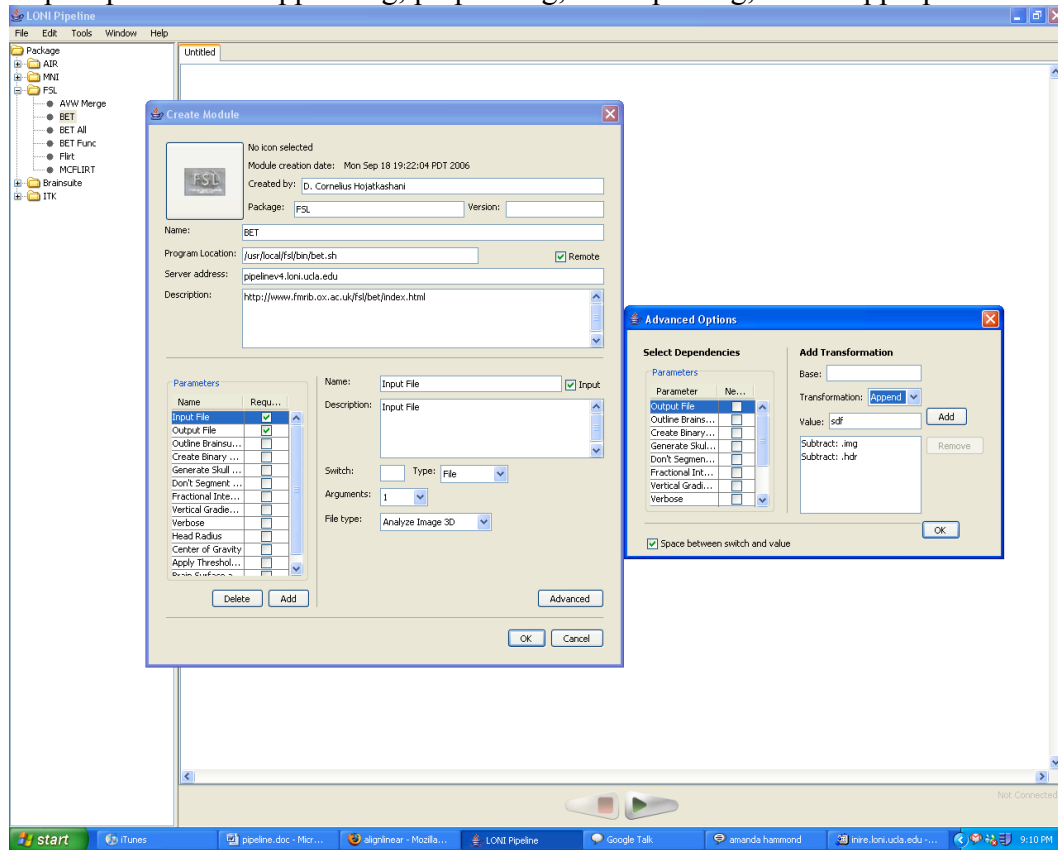 LONI Pipeline
File Edit Tools Window Help
Package
AIR
MNI
FSL
AVW Merge
BET
BET All
BET Func
Flirt
MCFLIRT
Brainsuite
ITK
Untitled
Create Module
FSL
No icon selected
Module creation date: Mon Sep 18 19:22:04 PDT 2006
Created by: D. Cornelius Hojatkashani
Package: FSL Version:
Name: BET
Program Location: /usr/local/fsl/bin/bet.sh Remote
Server address: pipelinev4.loni.ucla.edu
Description: http://www.fmrib.ox.ac.uk/fsl/bet/index.html
Parameters
Name Requ...
Input File
Output File
Outline Brainsu...
Create Binary ...
Generate Skull ...
Don't Segment ...
Fractional Inte...
Vertical Gradie...
Verbose
Head Radius
Center of Gravity
Apply Threshol...
Delete Add
Name: Input File Input
Description: Input File
Switch: Type: File
Arguments: 1
File type: Analyze Image 3D
Advanced
OK Cancel
Advanced Options
Select Dependencies
Parameters
Parameter Ne...
Output File
Outline Brains...
Create Binary...
Generate Skul...
Don't Segmen...
Fractional Int...
Vertical Gradi...
Verbose
Space between switch and value
Add Transformation
Base:
Transformation: Append
Value: sdf Add
Subtract: .img
Subtract: .hdr
Remove
OK
Not Connected
start iTunes pipeline.doc - Micr... alignlinear - Mozilla... LONI Pipeline Google Talk amanda hammond inire.loni.ucla.edu -... 9:10 PM